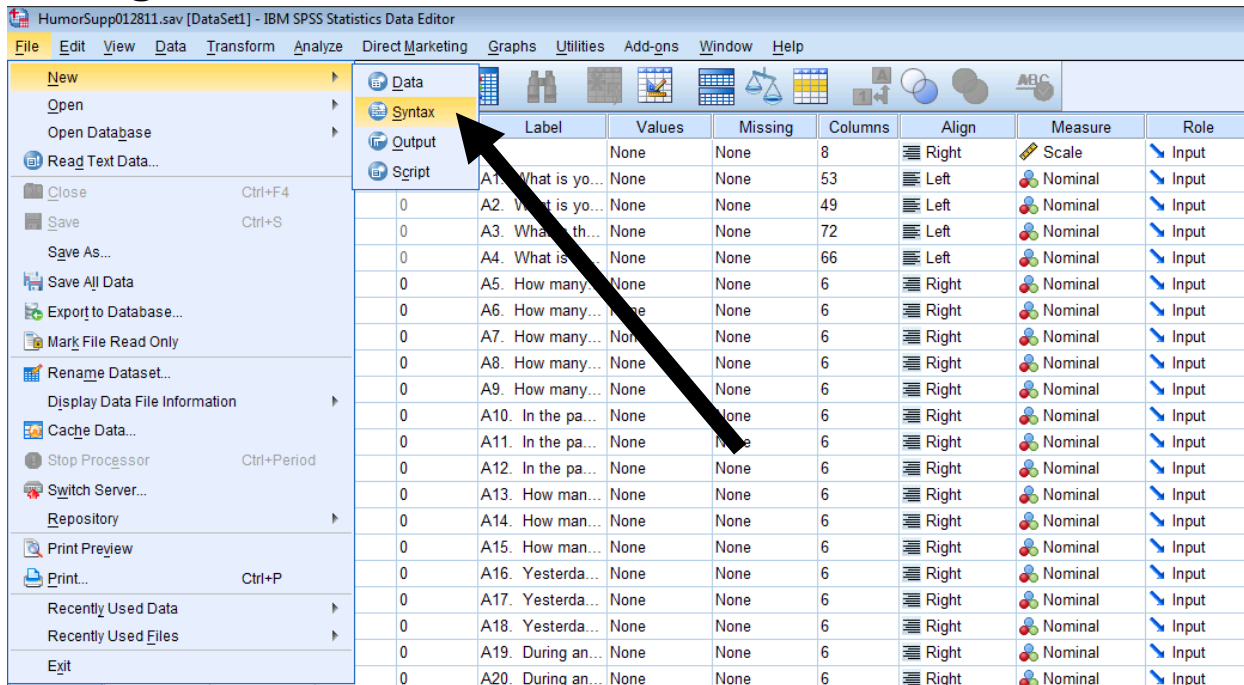 HumorSupp012811.sav [DataSet1] - IBM SPSS Statistics Data Editor
File Edit View Data Transform Analyze Direct Marketing Graphs Utilities Add-ons Window Help
New
Open
Open Database
Read Text Data...
Close Ctrl+F4
Save Ctrl+S
Save As...
Save All Data
Export to Database...
Mark File Read Only
Rename Dataset...
Display Data File Information
Cache Data...
Stop Processor Ctrl+Period
Switch Server...
Repository
Print Preview
Print... Ctrl+P
Recently Used Data
Recently Used Files
Exit
Data
Syntax
Output
Script
A
1
ABC
Label Values Missing Columns Align Measure Role
None None 8 Right Scale Input
A1. What is yo... None None 53 Left Nominal Input
0 A2. What is yo... None None 49 Left Nominal Input
0 A3. What th... None None 72 Left Nominal Input
0 A4. What is None None 66 Left Nominal Input
0 A5. How many... None None 6 Right Nominal Input
0 A6. How many... None None 6 Right Nominal Input
0 A7. How many... None None 6 Right Nominal Input
0 A8. How many... None None 6 Right Nominal Input
0 A9. How many... None None 6 Right Nominal Input
0 A10. In the pa... None None 6 Right Nominal Input
0 A11. In the pa... None None 6 Right Nominal Input
0 A12. In the pa... None None 6 Right Nominal Input
0 A13. How man... None None 6 Right Nominal Input
0 A14. How man... None None 6 Right Nominal Input
0 A15. How man... None None 6 Right Nominal Input
0 A16. Yesterda... None None 6 Right Nominal Input
0 A17. Yesterda... None None 6 Right Nominal Input
0 A18. Yesterda... None None 6 Right Nominal Input
0 A19. During an... None None 6 Right Nominal Input
0 A20. During an... None None 6 Right Nominal Input